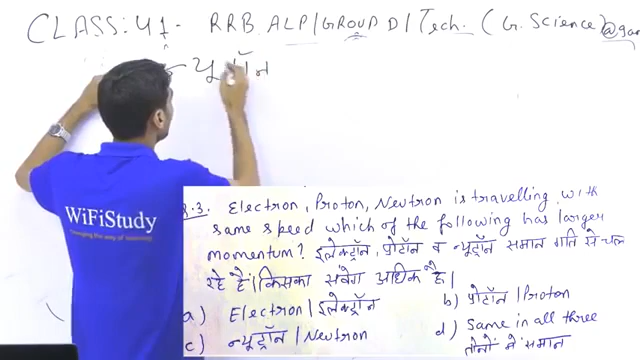 CLASS: 41 - RRB ALP/GROUP D/Tech. (G. Science) @9am
WiFiStudy
Q.3. Electron, Proton, Neutron is travelling with
same speed which of the following has larger
momentum? इलेक्ट्रॉन, प्रोटॉन व न्यूट्रॉन समान गति से चल
रहे हैं। किसका संवेग अधिक है।
a) Electron/इलेक्ट्रॉन
b) प्रोटॉन/Proton
c) न्यूट्रॉन/Neutron
d) Same in all three
तीनों में समान